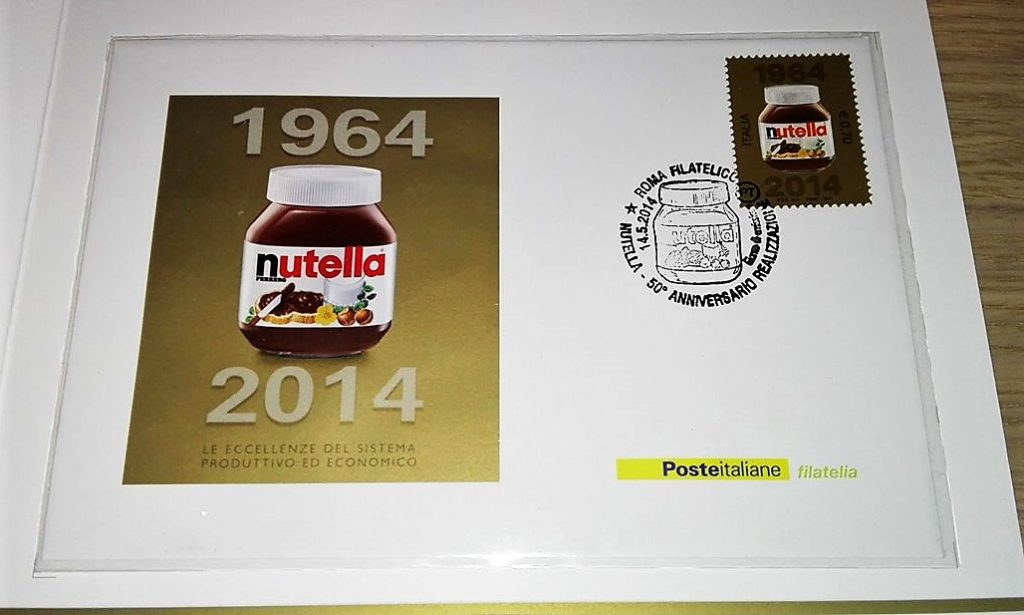 1964
nutella
FERRERO
2014
LE ECCELLENZE DEL SISTEMA
PRODUTTIVO ED ECONOMICO
1964
ITALIA
€ 0,70
nutella
2014
ROMA FILATELICO
14.5.2014
nutella
NUTELLA - 50° ANNIVERSARIO REALIZZAZIONE
PT
Posteitaliane filatelia